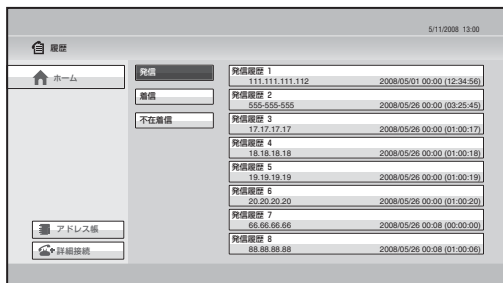 5/11/2008 13:00
履歴
ホーム
発信
着信
不在着信
発信履歴 1
111.111.111.112 2008/05/01 00:00 (12:34:56)
発信履歴 2
555-555-555 2008/05/26 00:00 (03:25:45)
発信履歴 3
17.17.17.17 2008/05/26 00:00 (01:00:17)
発信履歴 4
18.18.18.18 2008/05/26 00:00 (01:00:18)
発信履歴 5
19.19.19.19 2008/05/26 00:00 (01:00:19)
発信履歴 6
20.20.20.20 2008/05/26 00:00 (01:00:20)
発信履歴 7
66.66.66.66 2008/05/26 00:08 (00:00:00)
発信履歴 8
88.88.88.88 2008/05/26 00:08 (01:00:06)
アドレス帳
詳細接続